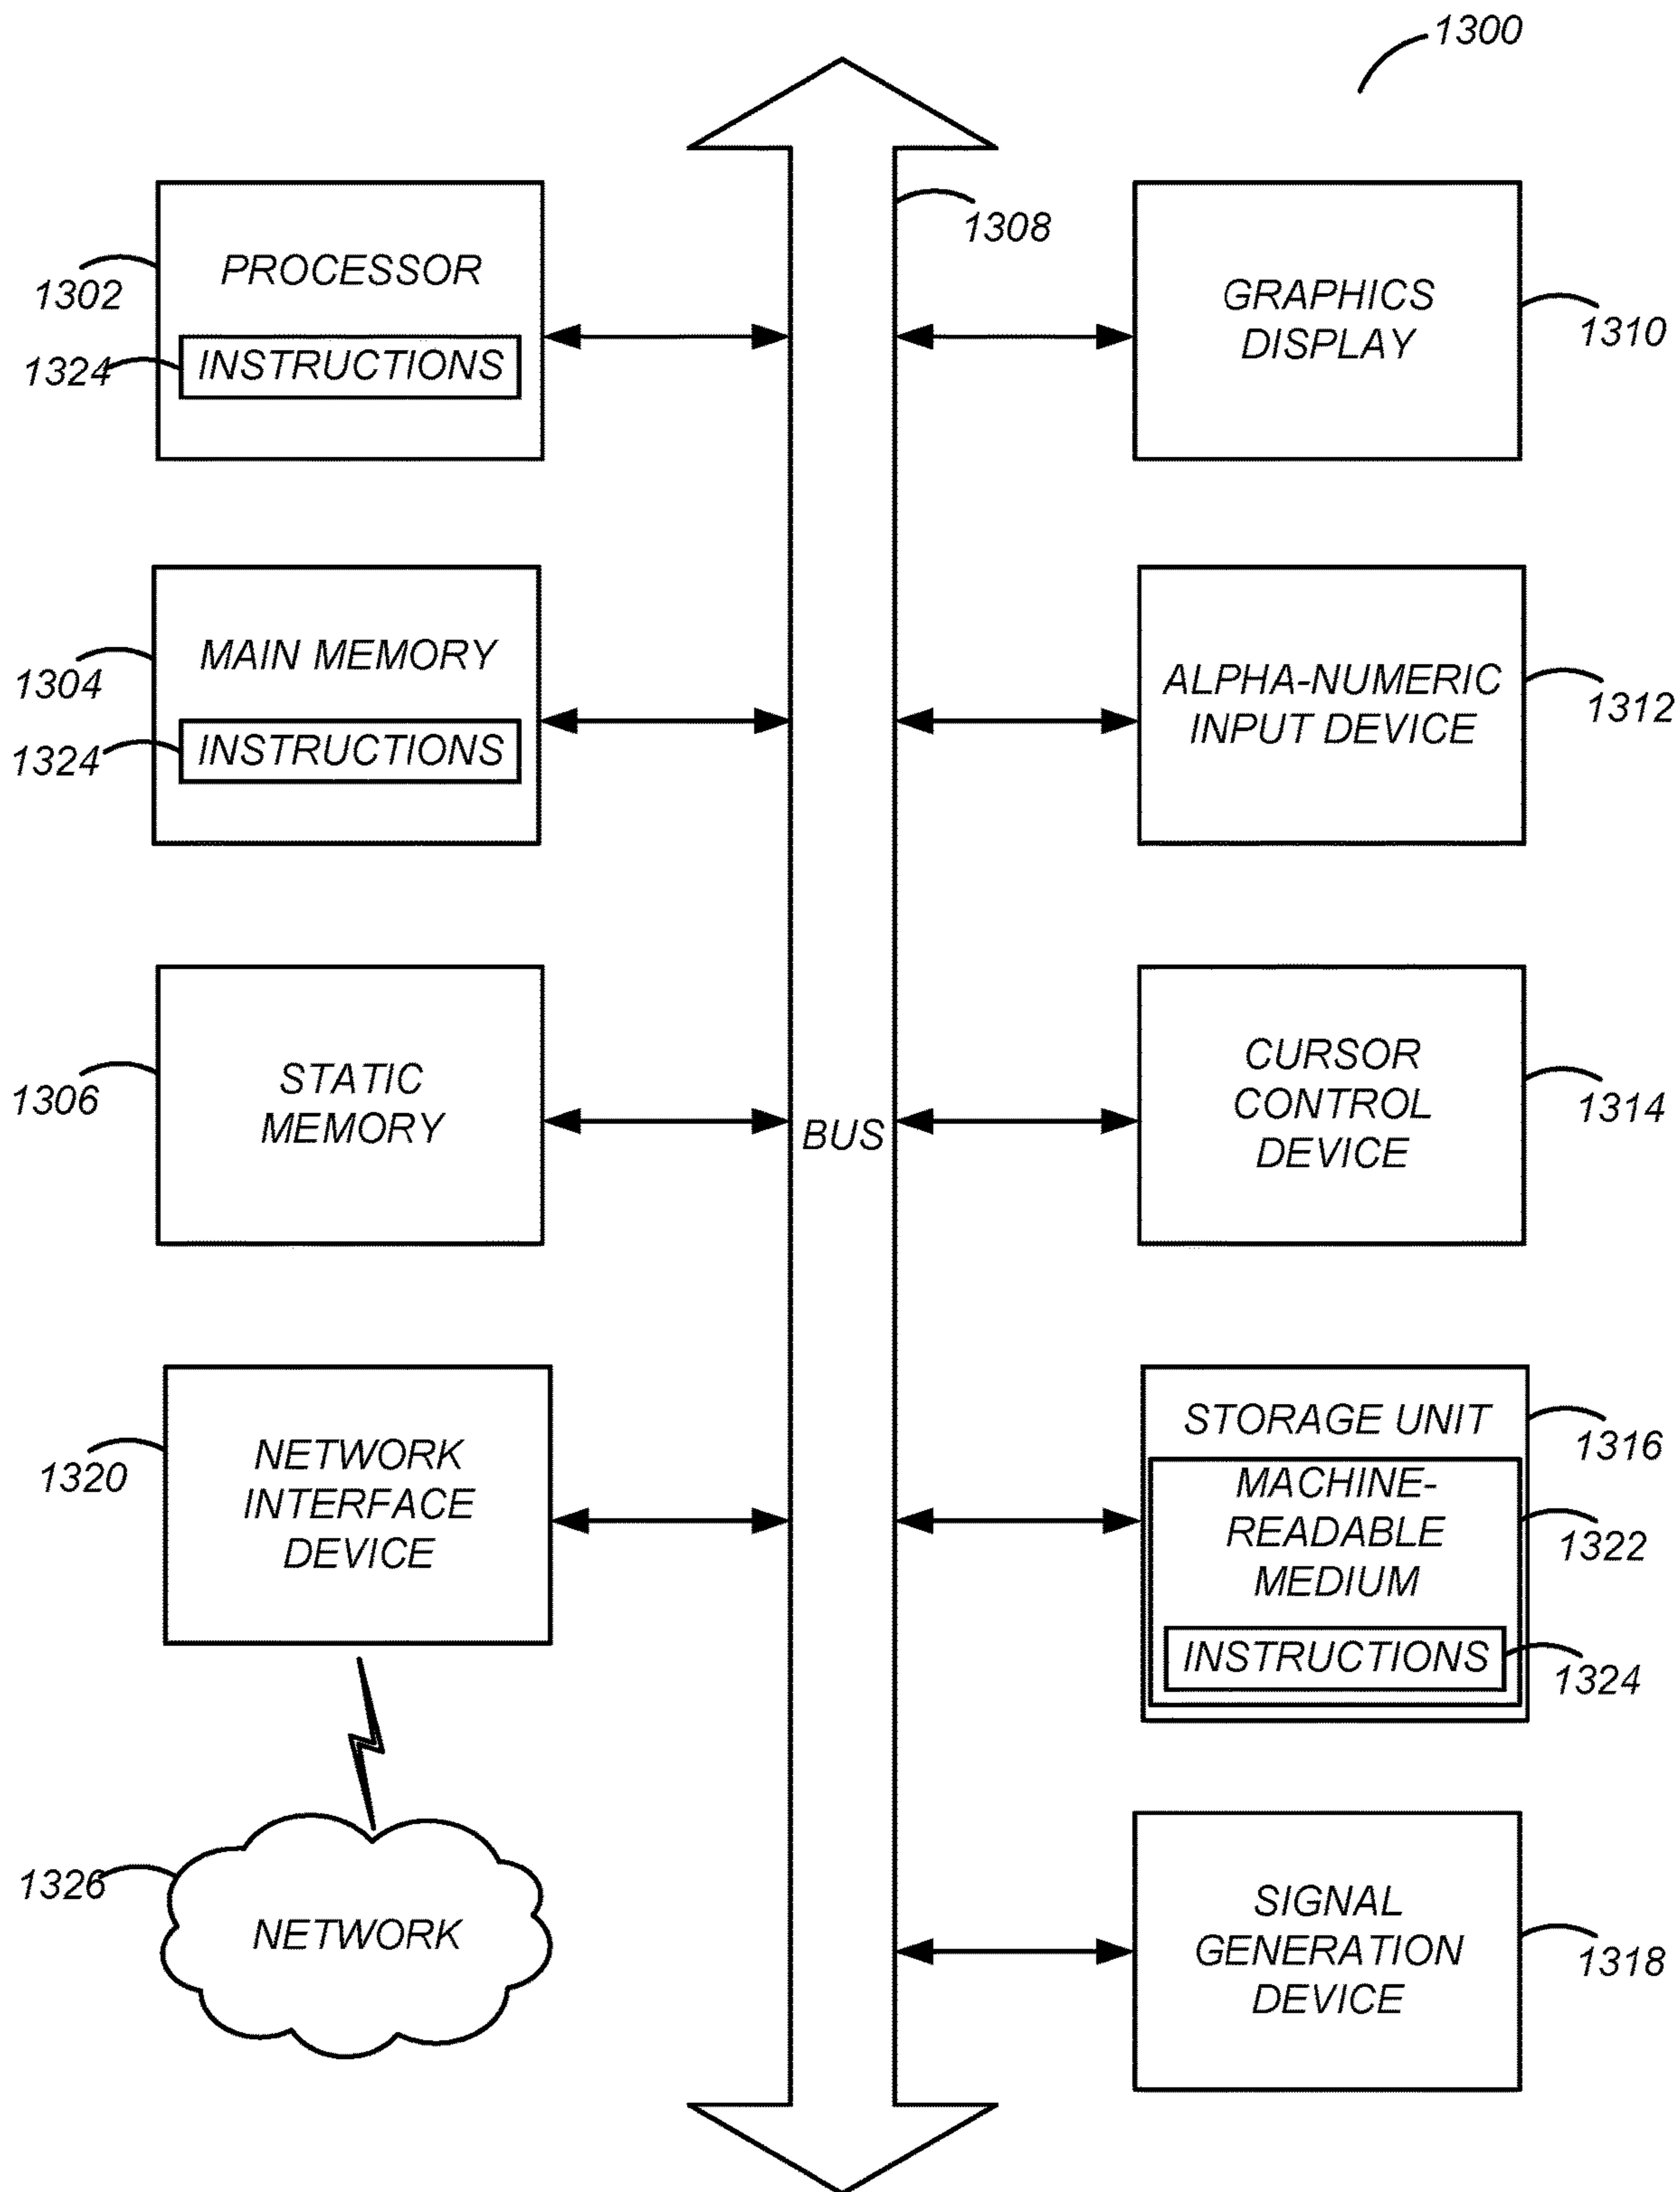 1300
1308
PROCESSOR
1302
INSTRUCTIONS
1324
GRAPHICS
DISPLAY
1310
MAIN MEMORY
1304
INSTRUCTIONS
1324
ALPHA-NUMERIC
INPUT DEVICE
1312
STATIC
MEMORY
1306
BUS
CURSOR
CONTROL
DEVICE
1314
NETWORK
INTERFACE
DEVICE
1320
STORAGE UNIT
1316
MACHINE-
READABLE
MEDIUM
1322
INSTRUCTIONS
1324
1326
NETWORK
SIGNAL
GENERATION
DEVICE
1318